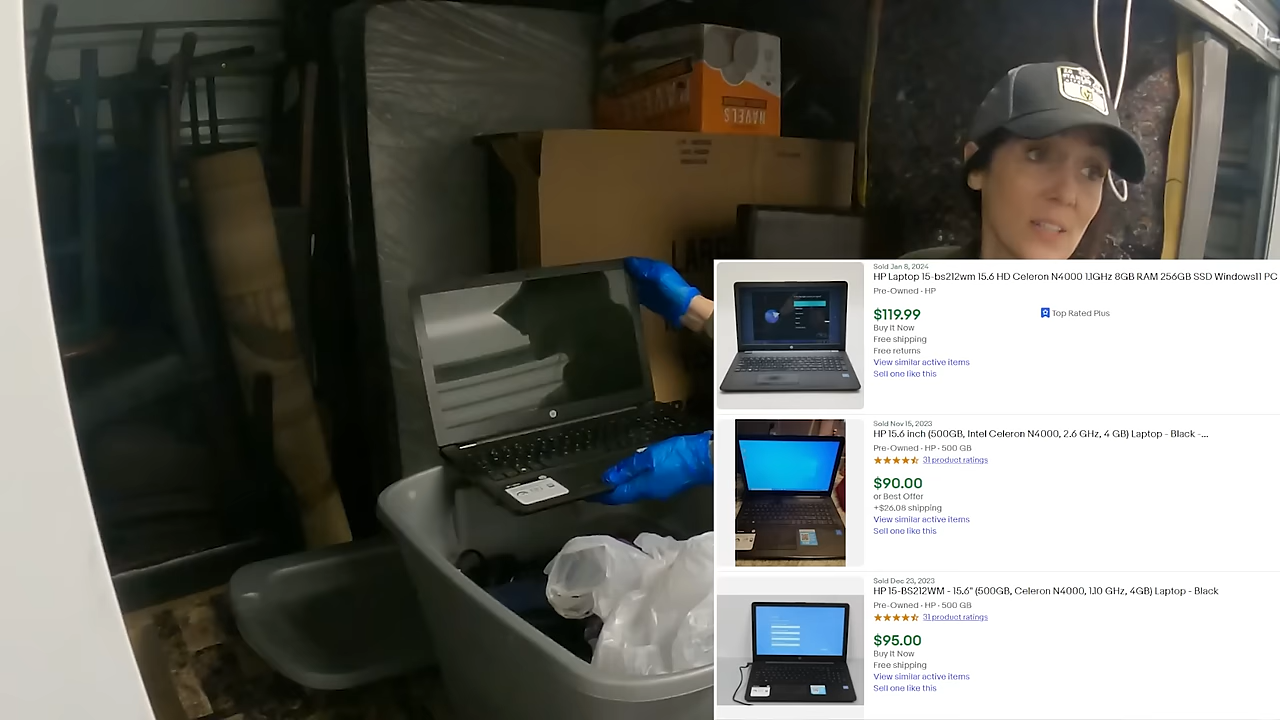 NAVELS
Sold Jan 8, 2024
HP Laptop 15-bs212wm 15.6 HD Celeron N4000 1.1GHz 8GB RAM 256GB SSD Windows11 PC
Pre-Owned · HP
$119.99
Top Rated Plus
Buy It Now
Free shipping
Free returns
View similar active items
Sell one like this
Sold Nov 15, 2023
HP 15.6 inch (500GB, Intel Celeron N4000, 2.6 GHz, 4 GB) Laptop - Black -...
Pre-Owned · HP · 500 GB
31 product ratings
$90.00
or Best Offer
+$26.08 shipping
View similar active items
Sell one like this
Sold Dec 23, 2023
HP 15-BS212WM - 15.6" (500GB, Celeron N4000, 1.10 GHz, 4GB) Laptop - Black
Pre-Owned · HP · 500 GB
31 product ratings
$95.00
Buy It Now
Free shipping
View similar active items
Sell one like this